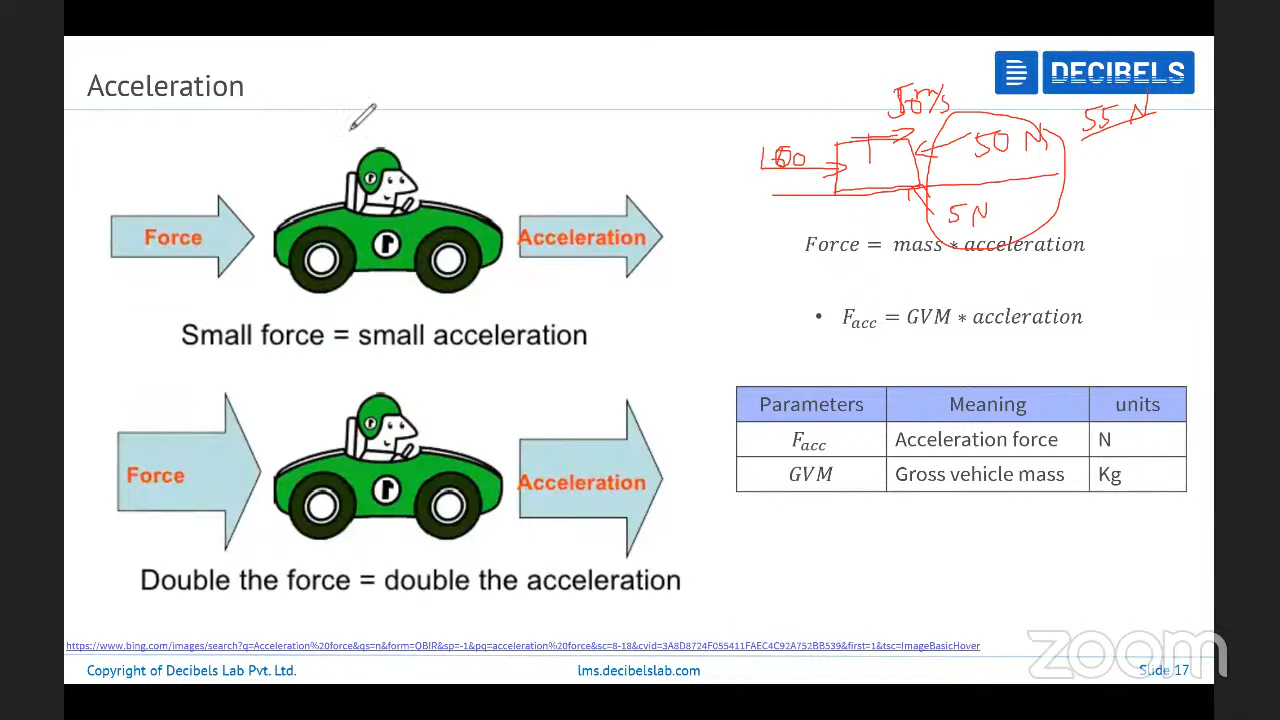 Acceleration
DECIBELS
50 N
55 N
5 N
Force
Acceleration
Small force = small acceleration
Force
Acceleration
Double the force = double the acceleration
Force = mass * acceleration
• F_acc = GVM * accleration
Parameters Meaning units
F_acc Acceleration force N
GVM Gross vehicle mass Kg
https://www.bing.com/images/search?q=Acceleration%20force&qs=n&form=QBIR&sp=-1&pq=acceleration%20force&sc=8-18&cvid=3A8D8724F055411FAEC4C92A752BB539&first=1&tsc=ImageBasicHover
zoom
Copyright of Decibels Lab Pvt. Ltd. lms.decibelslab.com Slide 17